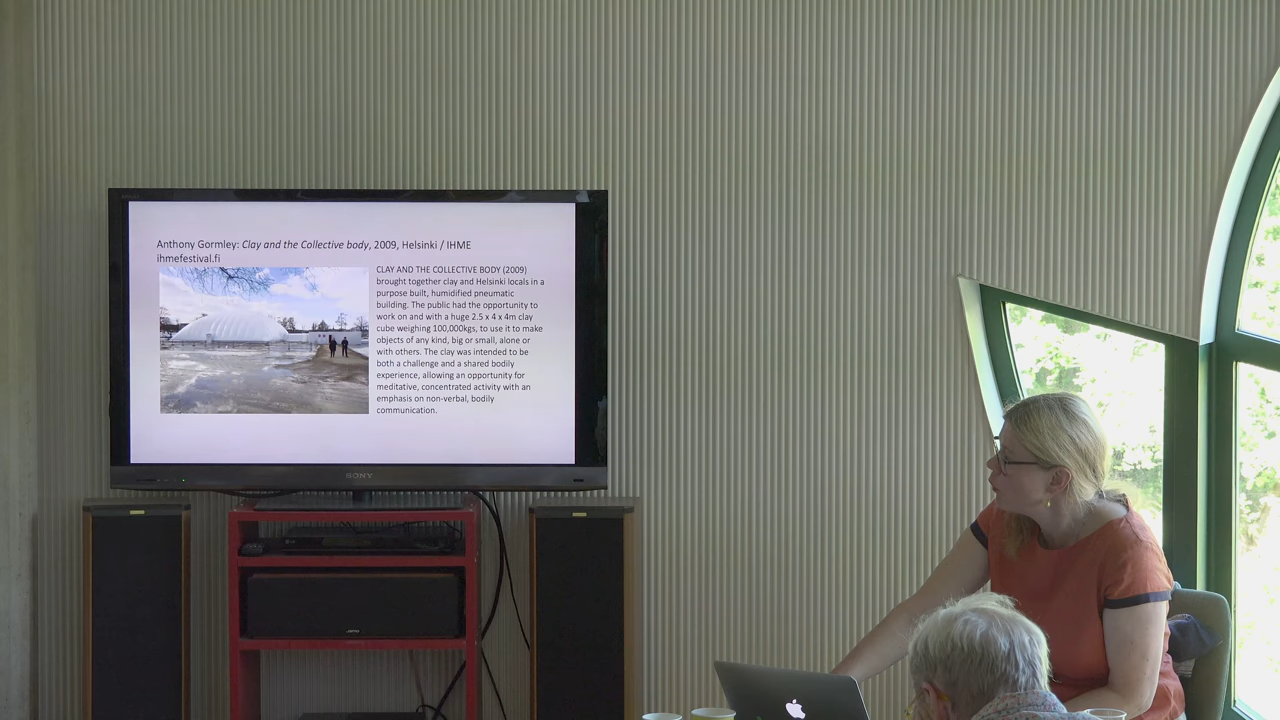 Anthony Gormley: Clay and the Collective body, 2009, Helsinki / IHME
ihmefestival.fi
CLAY AND THE COLLECTIVE BODY (2009)
brought together clay and Helsinki locals in a
purpose built, humidified pneumatic
building. The public had the opportunity to
work on and with a huge 2.5 x 4 x 4m clay
cube weighing 100,000kgs, to use it to make
objects of any kind, big or small, alone or
with others. The clay was intended to be
both a challenge and a shared bodily
experience, allowing an opportunity for
meditative, concentrated activity with an
emphasis on non-verbal, bodily
communication.
SONY